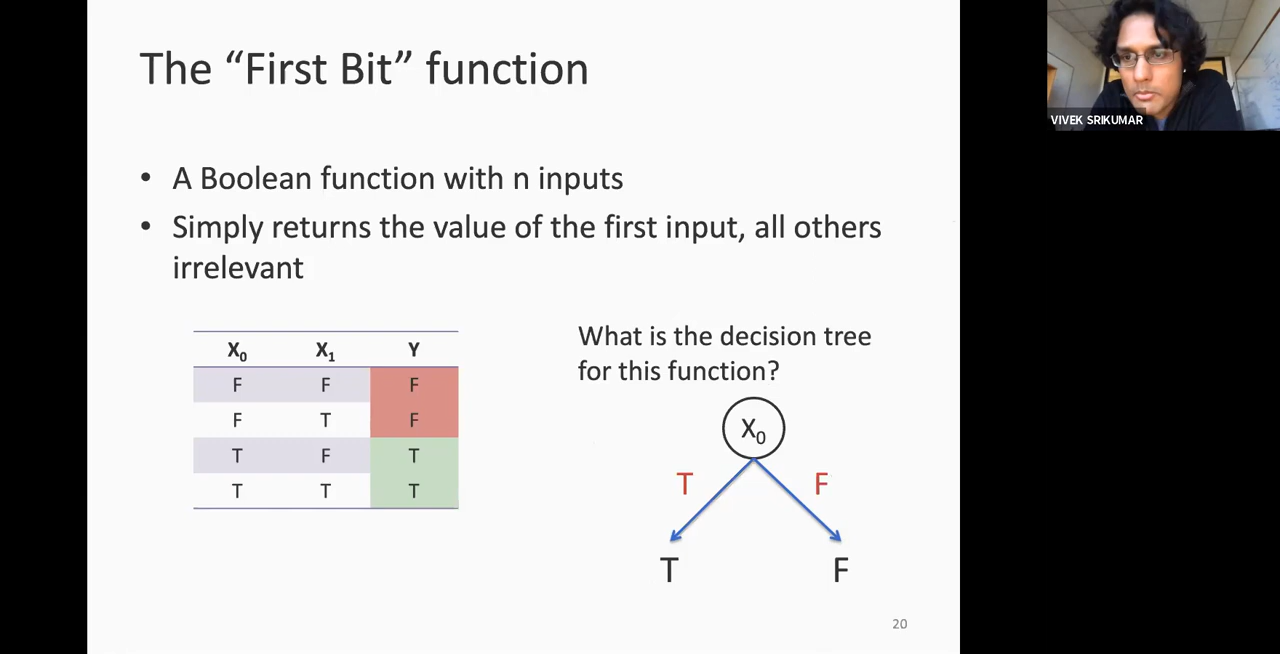 The “First Bit” function
VIVEK SRIKUMAR
• A Boolean function with n inputs
• Simply returns the value of the first input, all others
irrelevant
What is the decision tree
for this function?
X₀ X₁ Y
F F F
F T F
T F T
T T T
X₀
T F
T F
20